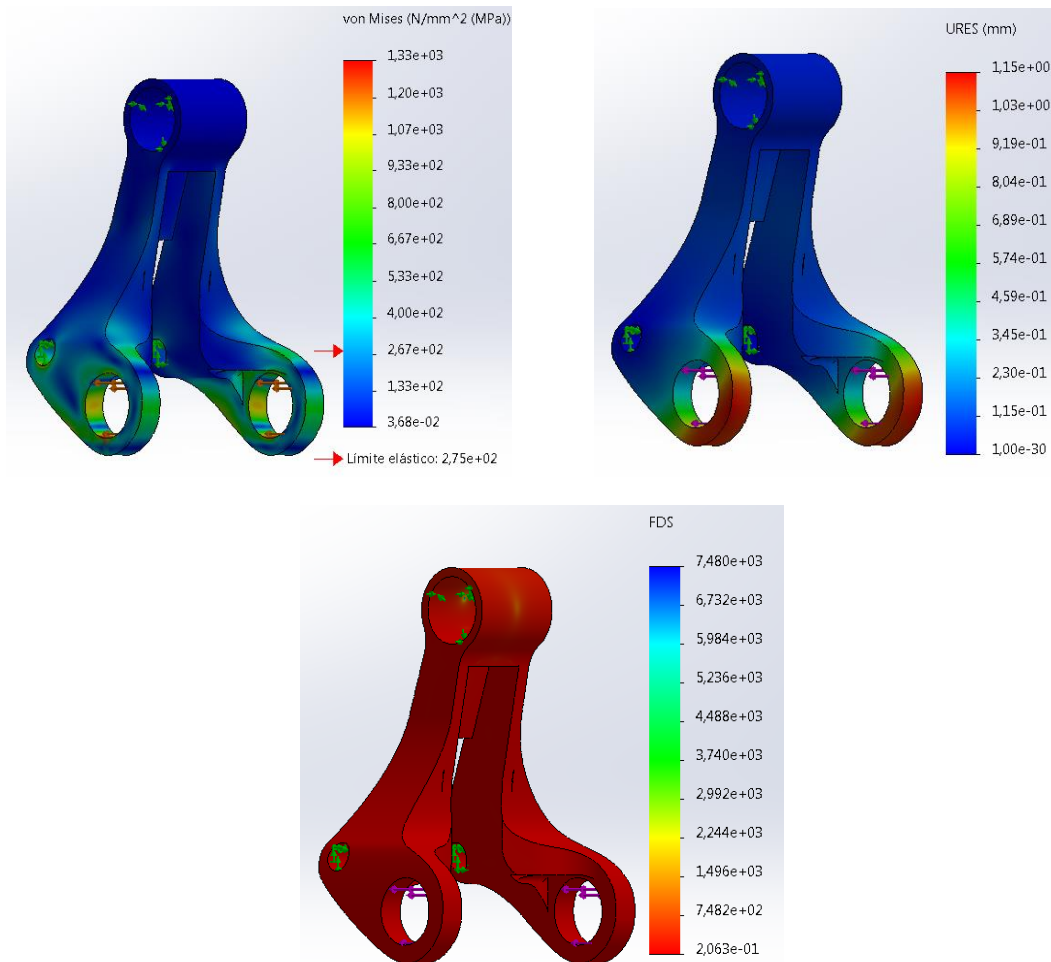 von Mises (N/mm^2 (MPa))
1,33e+03
1,20e+03
1,07e+03
9,33e+02
8,00e+02
6,67e+02
5,33e+02
4,00e+02
2,67e+02
1,33e+02
3,68e-02
Límite elástico: 2,75e+02
URES (mm)
1,15e+00
1,03e+00
9,19e-01
8,04e-01
6,89e-01
5,74e-01
4,59e-01
3,45e-01
2,30e-01
1,15e-01
1,00e-30
FDS
7,480e+03
6,732e+03
5,984e+03
5,236e+03
4,488e+03
3,740e+03
2,992e+03
2,244e+03
1,496e+03
7,482e+02
2,063e-01